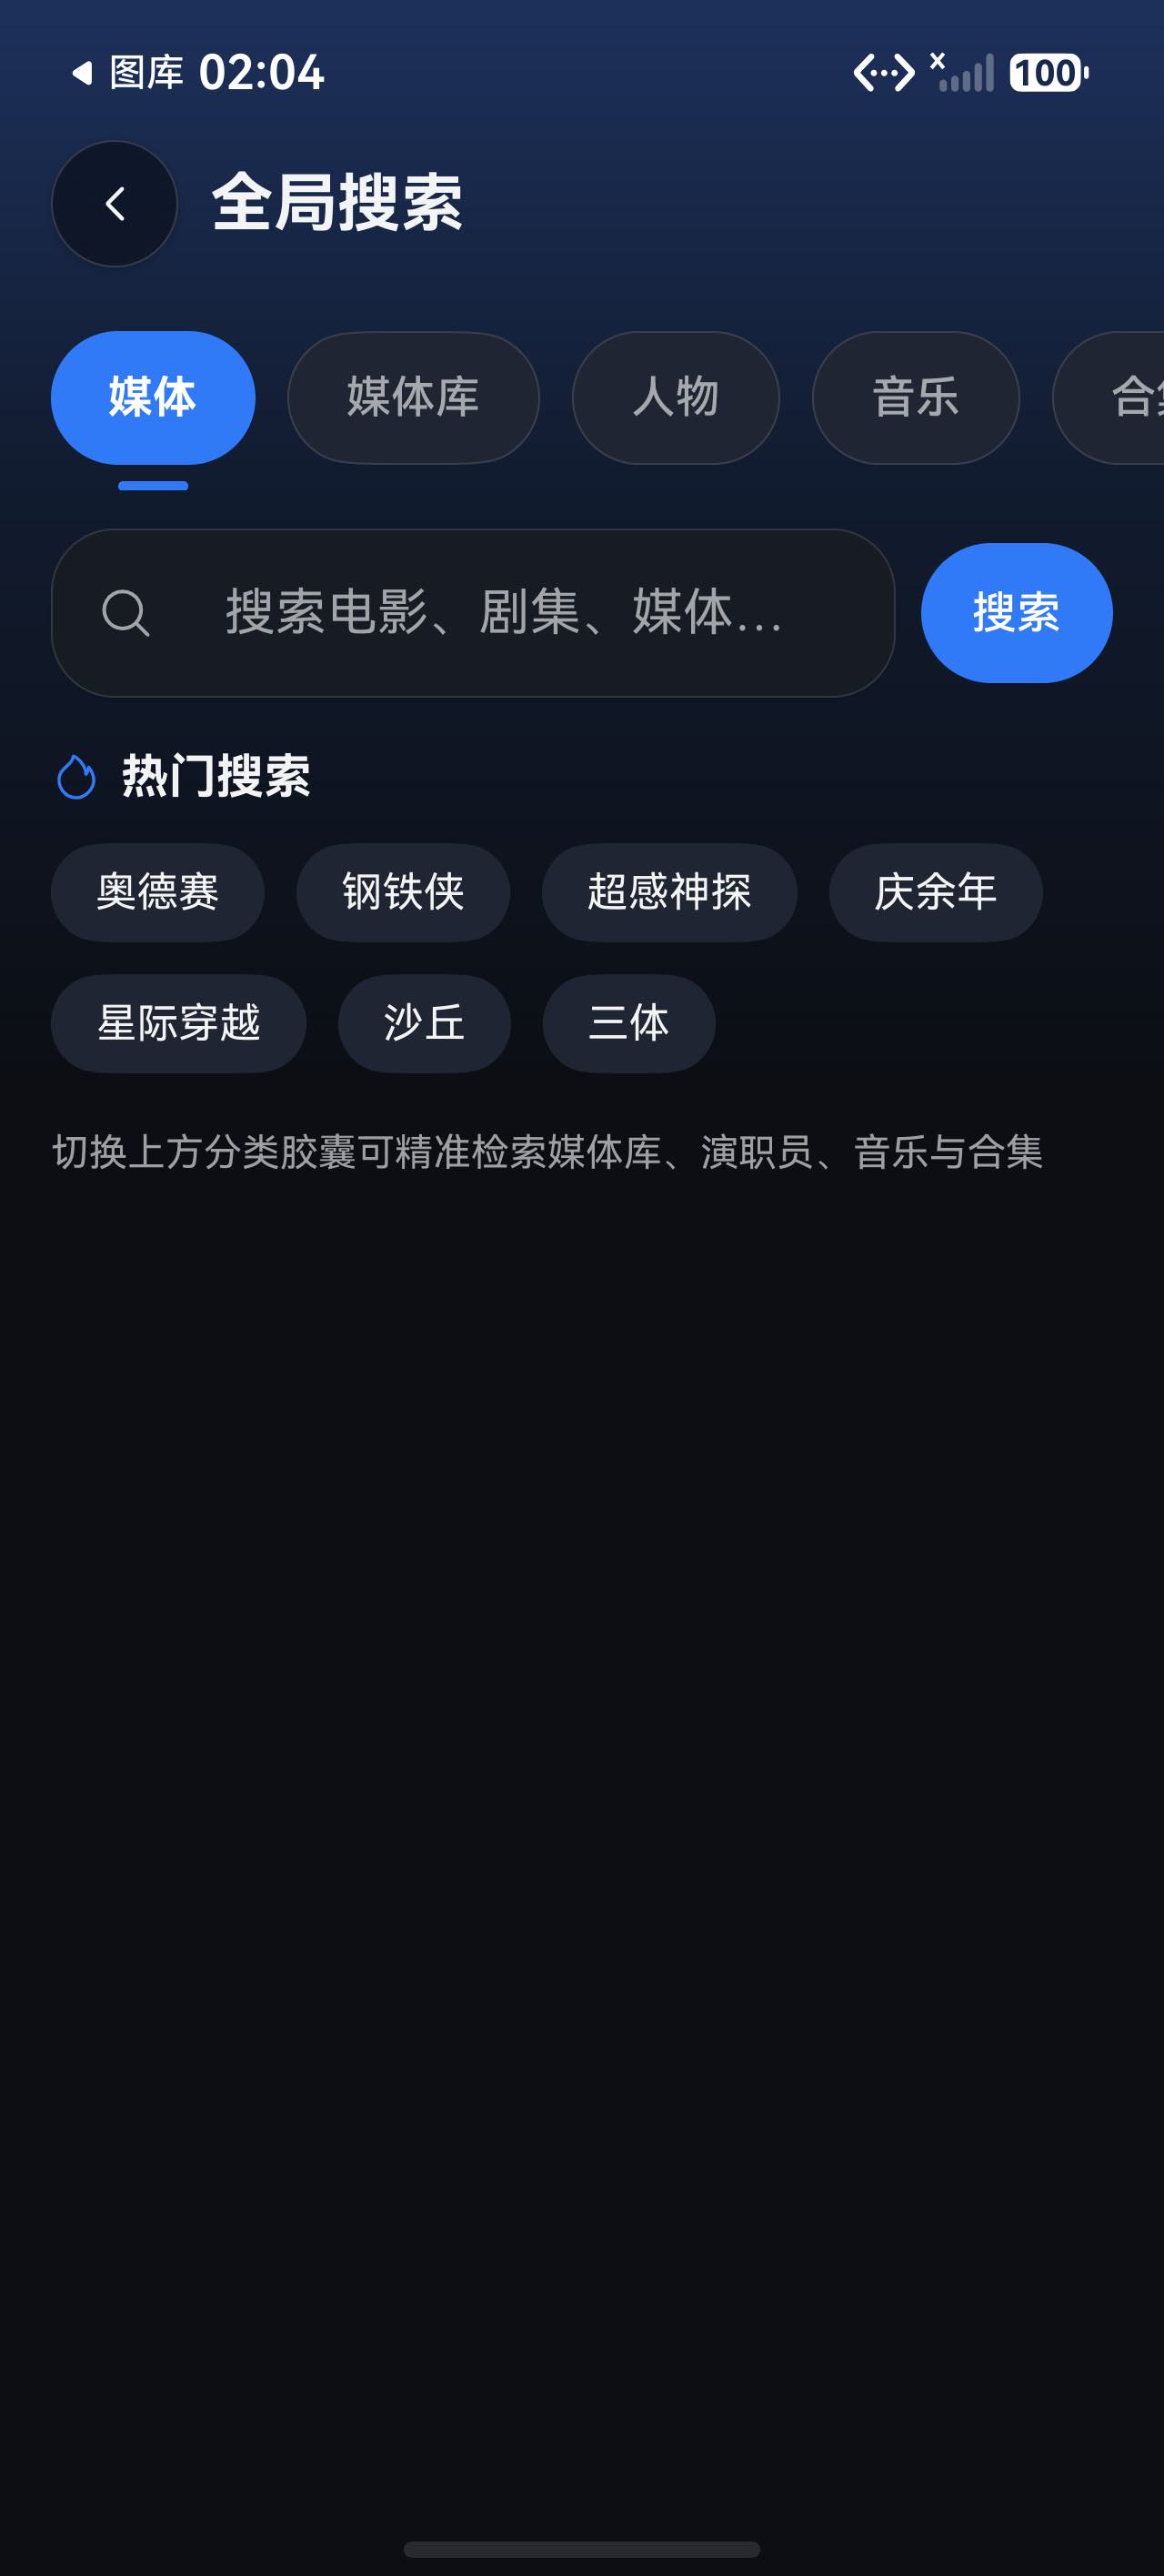 图库 02:04 100
全局搜索
媒体 媒体库 人物 音乐 合集
搜索电影、剧集、媒体... 搜索
热门搜索
奥德赛 钢铁侠 超感神探 庆余年
星际穿越 沙丘 三体
切换上方分类胶囊可精准检索媒体库、演职员、音乐与合集